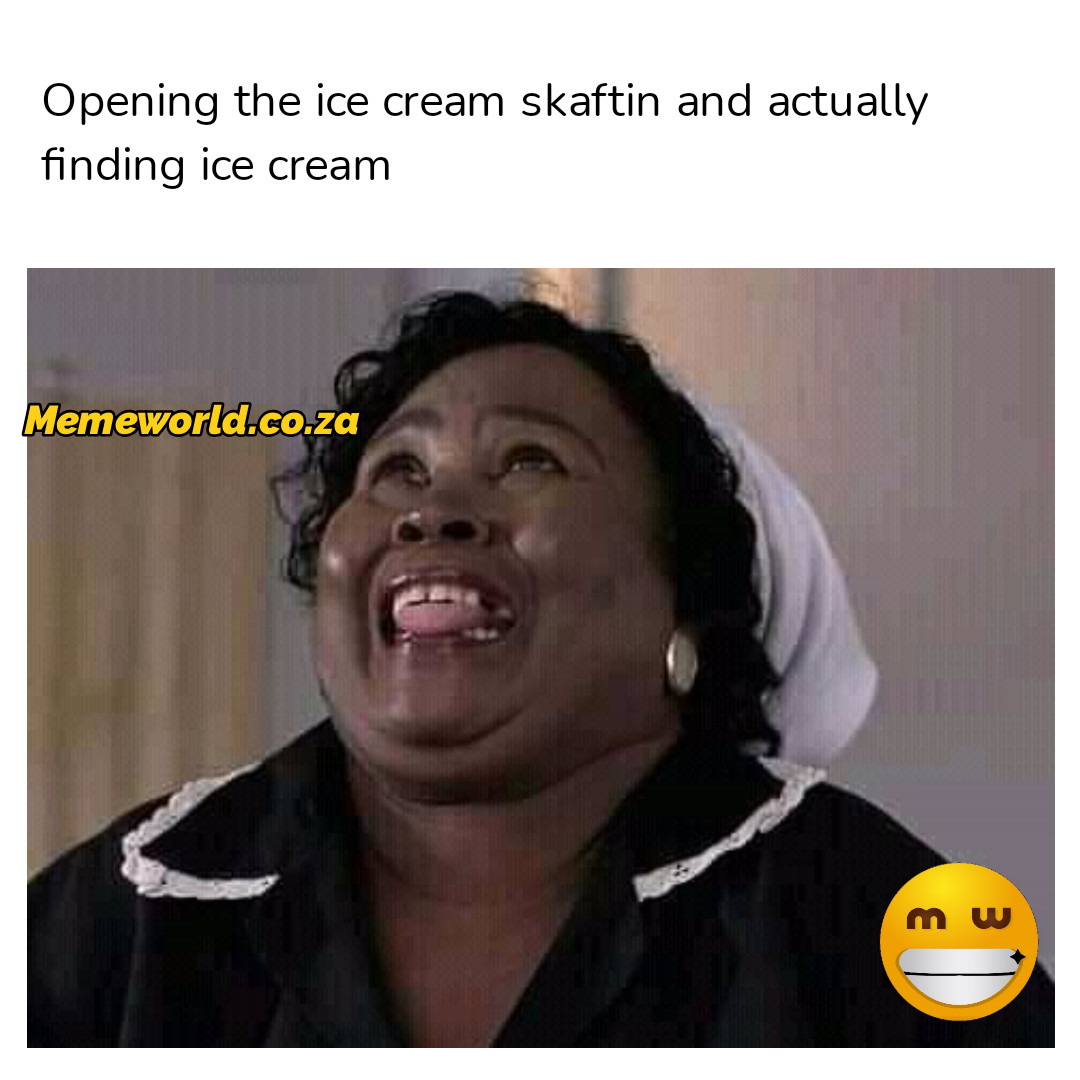 Opening the ice cream skaftin and actually
finding ice cream
Memeworld.co.za
m w